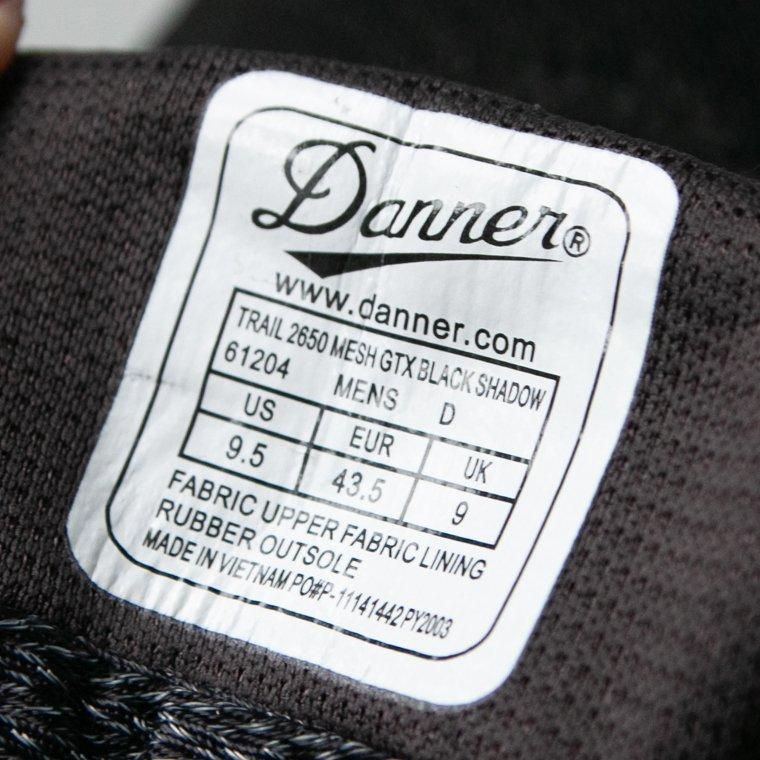 Danner®
www.danner.com
TRAIL 2650 MESH GTX BLACK SHADOW
61204 MENS D
US EUR UK
9.5 43.5 9
FABRIC UPPER FABRIC LINING
RUBBER OUTSOLE
MADE IN VIETNAM PO#P-11141442 PY2003